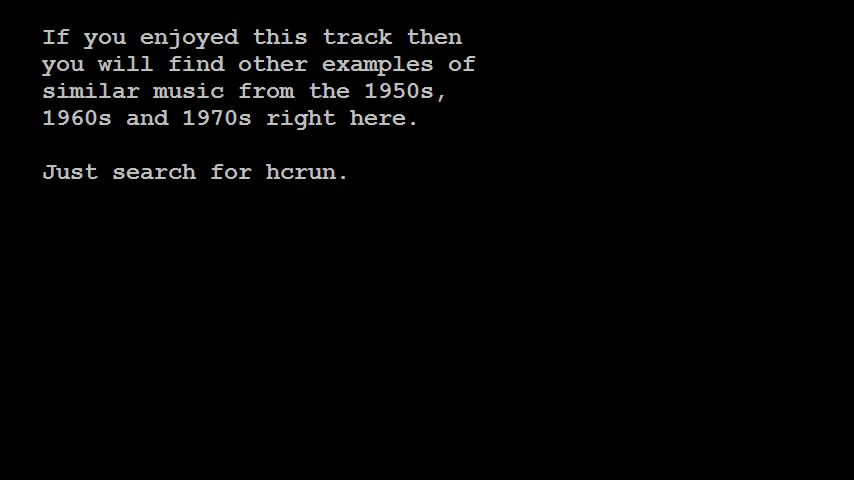 If you enjoyed this track then
you will find other examples of
similar music from the 1950s,
1960s and 1970s right here.
Just search for hcrun.